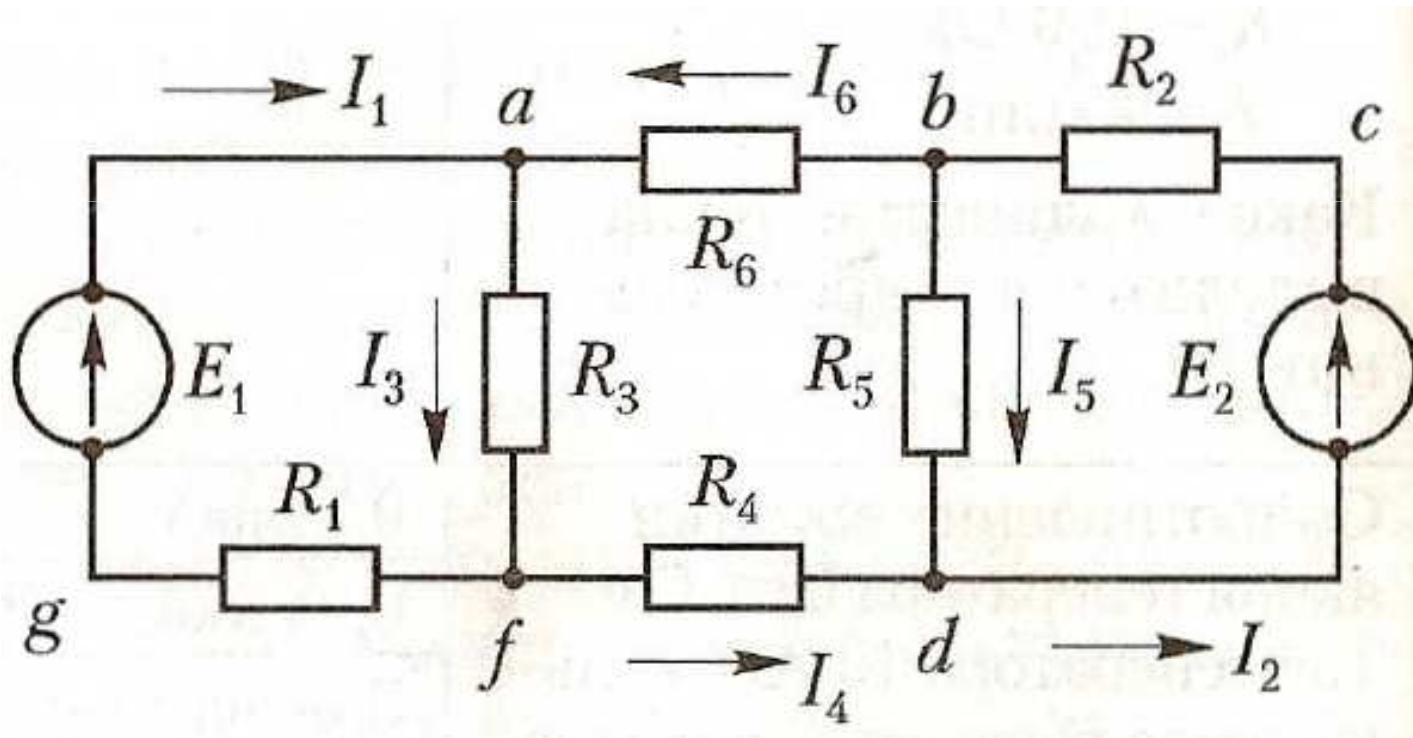 I₁ a I₆ b R₂ c
R₆
E₁ I₃ R₃ R₅ I₅ E₂
R₁ R₄
g f I₄ d I₂